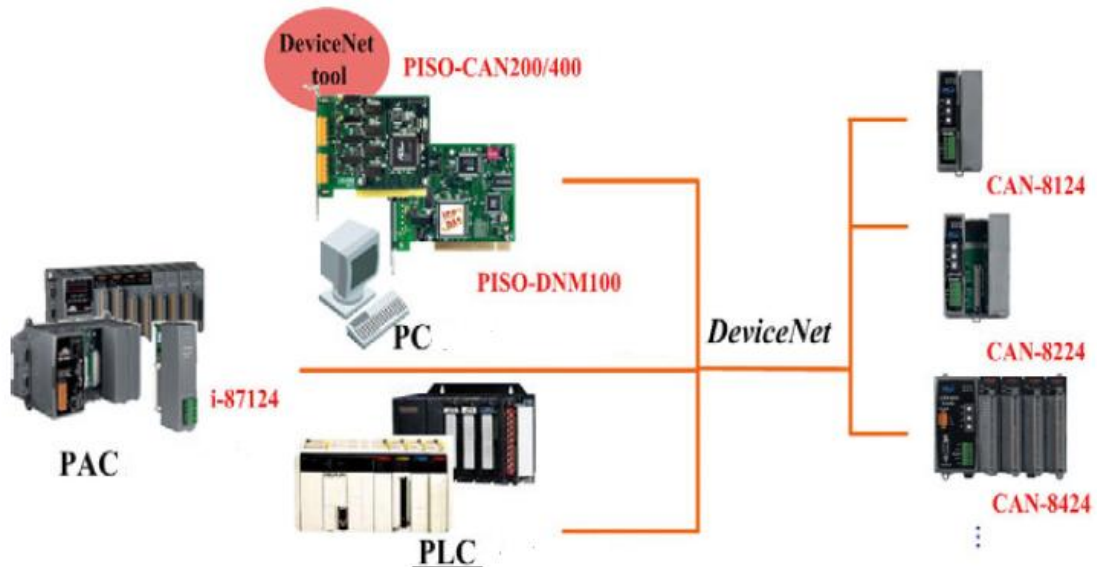 DeviceNet
tool
PISO-CAN200/400
PISO-DNM100
PC
i-87124
PAC
PLC
DeviceNet
CAN-8124
CAN-8224
CAN-8424